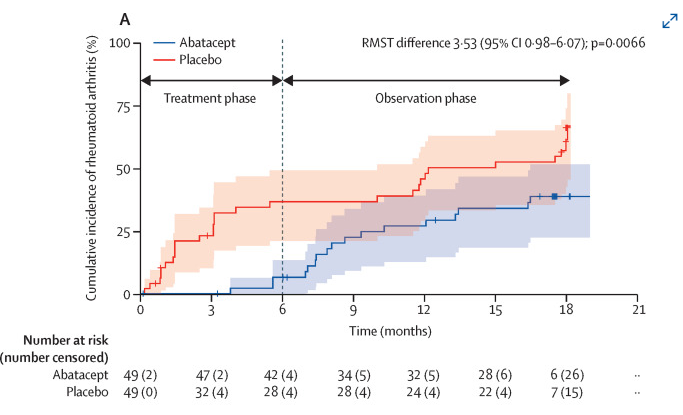 A
RMST difference 3·53 (95% CI 0·98–6·07); p=0·0066
Abatacept
Placebo
Treatment phase
Observation phase
Cumulative incidence of rheumatoid arthritis (%)
100
75
50
25
0
0 3 6 9 12 15 18 21
Time (months)
Number at risk
(number censored)
Abatacept 49 (2) 47 (2) 42 (4) 34 (5) 32 (5) 28 (6) 6 (26) ··
Placebo 49 (0) 32 (4) 28 (4) 28 (4) 24 (4) 22 (4) 7 (15) ··